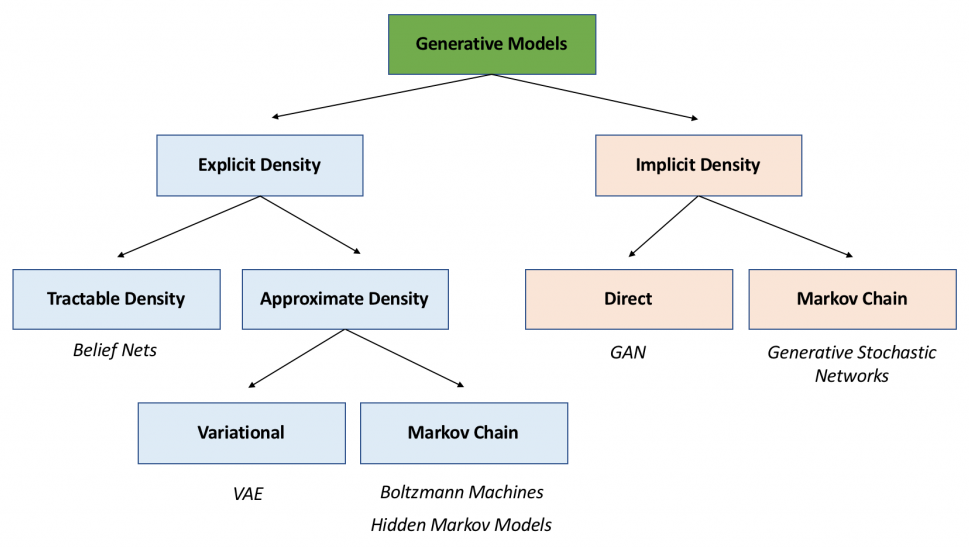 Generative Models
Explicit Density
Implicit Density
Tractable Density
Approximate Density
Direct
Markov Chain
Belief Nets
GAN
Generative Stochastic
Networks
Variational
Markov Chain
VAE
Boltzmann Machines
Hidden Markov Models